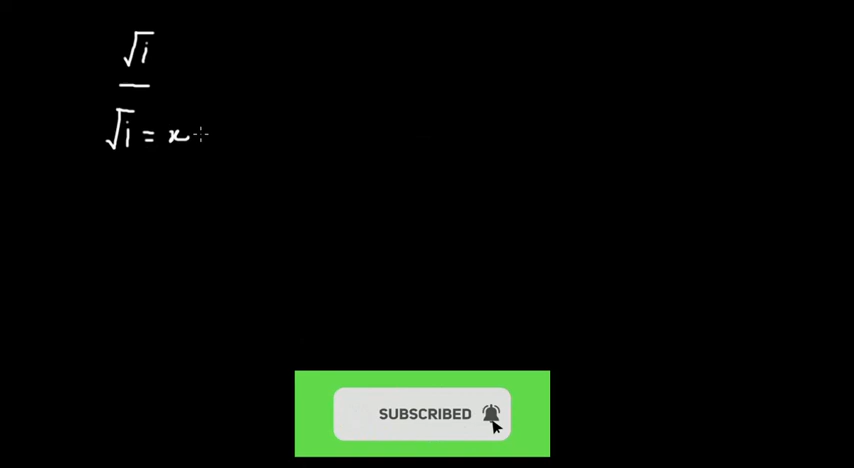 √i
√i = x
SUBSCRIBED